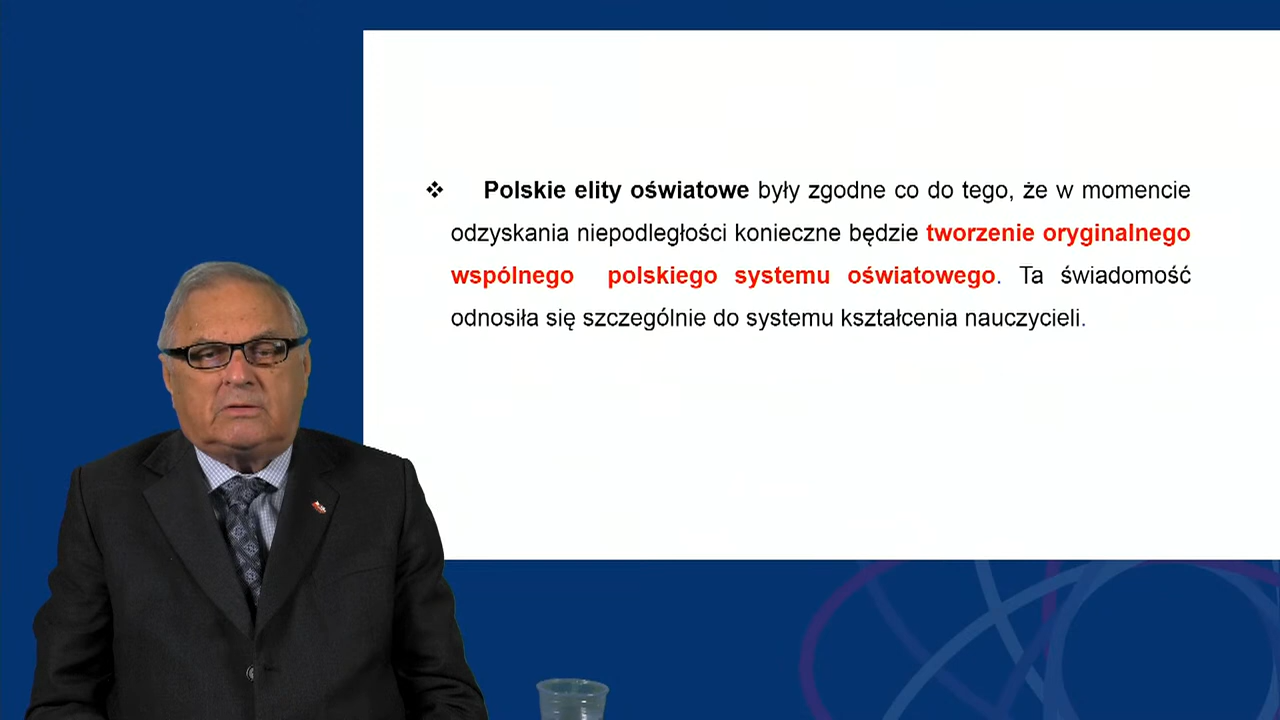 ❖ Polskie elity oświatowe były zgodne co do tego, że w momencie
odzyskania niepodległości konieczne będzie tworzenie oryginalnego
wspólnego polskiego systemu oświatowego. Ta świadomość
odnosiła się szczególnie do systemu kształcenia nauczycieli.